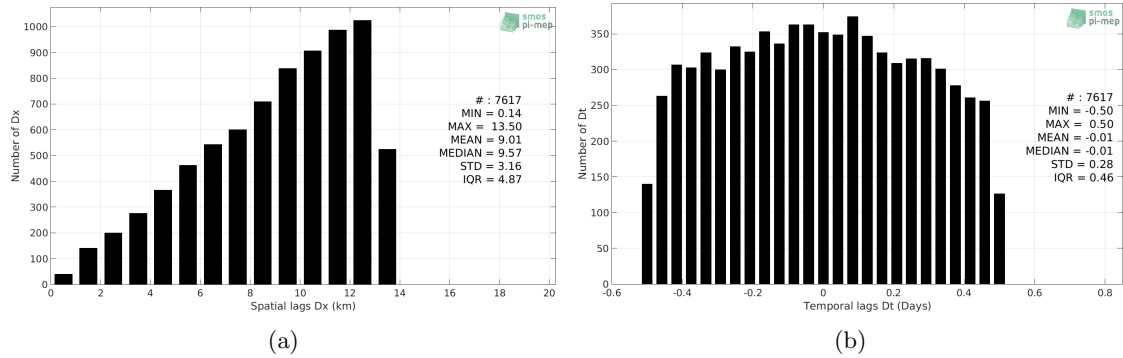 smos
pi-mep
1000
900
800
700
600
500
400
300
200
100
0
Number of Dx
# : 7617
MIN = 0.14
MAX = 13.50
MEAN = 9.01
MEDIAN = 9.57
STD = 3.16
IQR = 4.87
0 2 4 6 8 10 12 14 16 18 20
Spatial lags Dx (km)
(a)
smos
pi-mep
350
300
250
200
150
100
50
0
Number of Dt
# : 7617
MIN = -0.50
MAX = 0.50
MEAN = -0.01
MEDIAN = -0.01
STD = 0.28
IQR = 0.46
-0.6 -0.4 -0.2 0 0.2 0.4 0.6 0.8
Temporal lags Dt (Days)
(b)